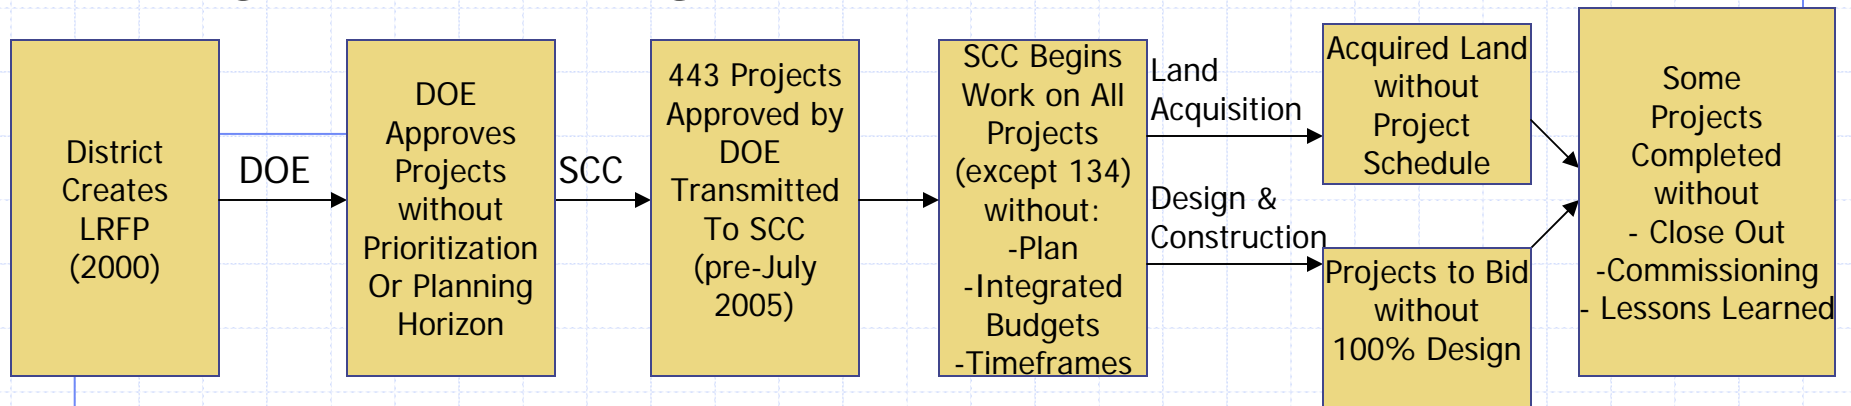 District
Creates
LRFP
(2000)
DOE
DOE
Approves
Projects
without
Prioritization
Or Planning
Horizon
SCC
443 Projects
Approved by
DOE
Transmitted
To SCC
(pre-July
2005)
SCC Begins
Work on All
Projects
(except 134)
without:
-Plan
-Integrated
Budgets
-Timeframes
Land
Acquisition
Design &
Construction
Acquired Land
without
Project
Schedule
Projects to Bid
without
100% Design
Some
Projects
Completed
without
- Close Out
-Commissioning
- Lessons Learned